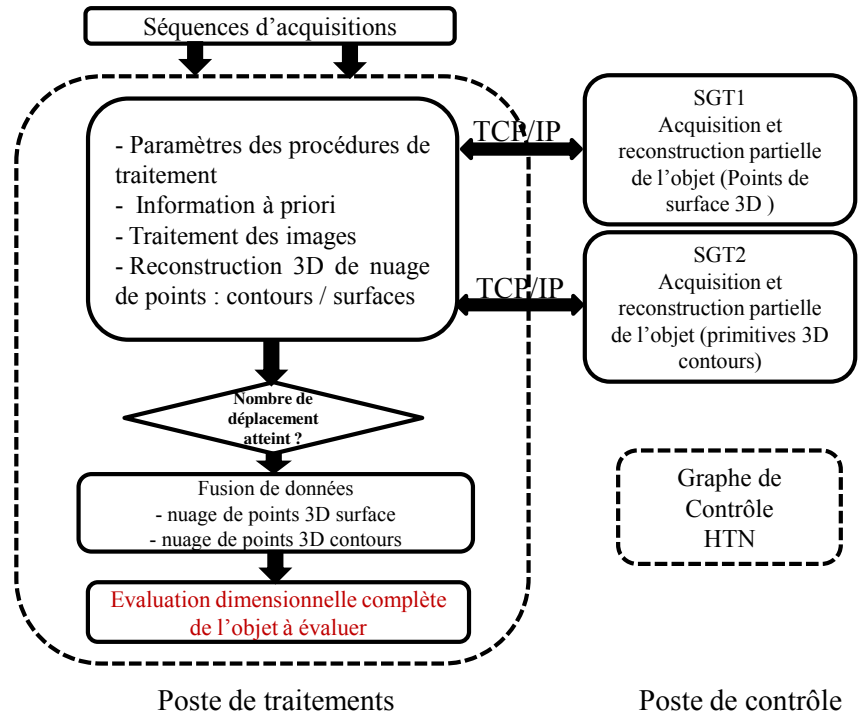 Séquences d'acquisitions
- Paramètres des procédures de
traitement
- Information à priori
- Traitement des images
- Reconstruction 3D de nuage
de points : contours / surfaces
TCP/IP
SGT1
Acquisition et
reconstruction partielle
de l'objet (Points de
surface 3D )
TCP/IP
SGT2
Acquisition et
reconstruction partielle
de l'objet (primitives 3D
contours)
Nombre de
déplacement
atteint ?
Fusion de données
- nuage de points 3D surface
- nuage de points 3D contours
Evaluation dimensionnelle complète
de l'objet à évaluer
Graphe de
Contrôle
HTN
Poste de traitements
Poste de contrôle